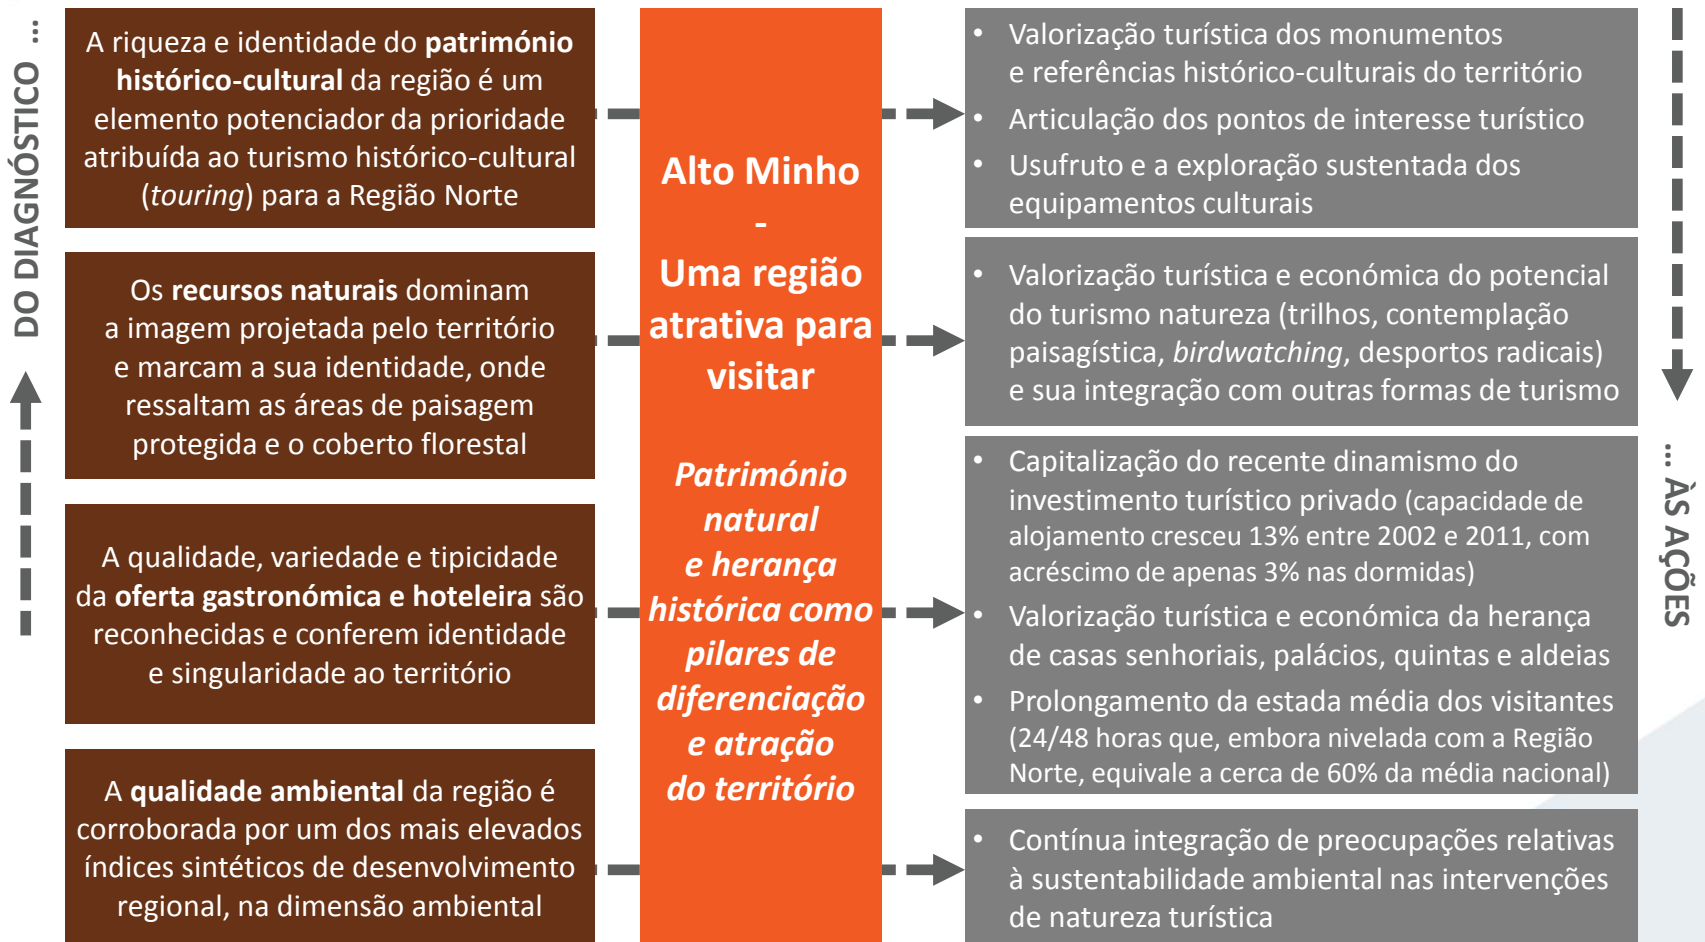 DO DIAGNÓSTICO ...
A riqueza e identidade do património
histórico-cultural da região é um
elemento potenciador da prioridade
atribuída ao turismo histórico-cultural
(touring) para a Região Norte
Os recursos naturais dominam
a imagem projetada pelo território
e marcam a sua identidade, onde
ressaltam as áreas de paisagem
protegida e o coberto florestal
A qualidade, variedade e tipicidade
da oferta gastronómica e hoteleira são
reconhecidas e conferem identidade
e singularidade ao território
A qualidade ambiental da região é
corroborada por um dos mais elevados
índices sintéticos de desenvolvimento
regional, na dimensão ambiental
Alto Minho
-
Uma região
atrativa para
visitar
Património
natural
e herança
histórica como
pilares de
diferenciação
e atração
do território
• Valorização turística dos monumentos
e referências histórico-culturais do território
• Articulação dos pontos de interesse turístico
• Usufruto e a exploração sustentada dos
equipamentos culturais
• Valorização turística e económica do potencial
do turismo natureza (trilhos, contemplação
paisagística, birdwatching, desportos radicais)
e sua integração com outras formas de turismo
• Capitalização do recente dinamismo do
investimento turístico privado (capacidade de
alojamento cresceu 13% entre 2002 e 2011, com
acréscimo de apenas 3% nas dormidas)
• Valorização turística e económica da herança
de casas senhoriais, palácios, quintas e aldeias
• Prolongamento da estada média dos visitantes
(24/48 horas que, embora nivelada com a Região
Norte, equivale a cerca de 60% da média nacional)
• Contínua integração de preocupações relativas
à sustentabilidade ambiental nas intervenções
de natureza turística
... ÀS AÇÕES